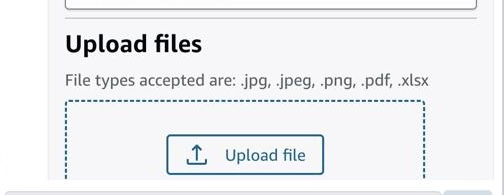 Upload files
File types accepted are: .jpg, .jpeg, .png, .pdf, .xlsx
Upload file